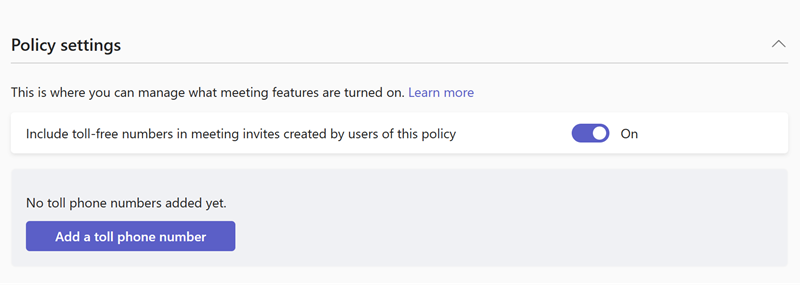 Policy settings
This is where you can manage what meeting features are turned on. Learn more
Include toll-free numbers in meeting invites created by users of this policy On
No toll phone numbers added yet.
Add a toll phone number